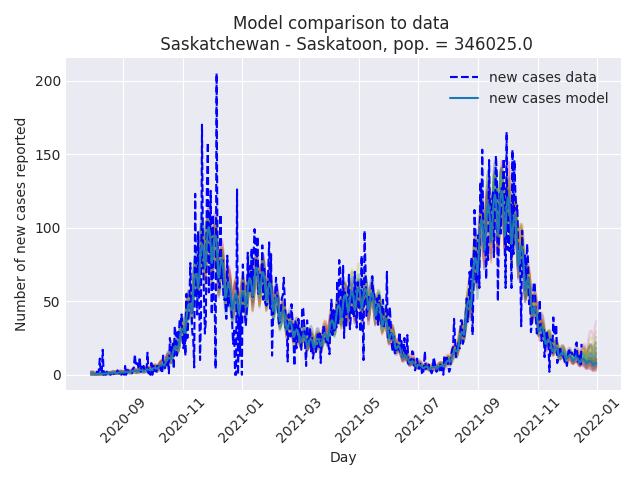 Model comparison to data
Saskatchewan - Saskatoon, pop. = 346025.0
new cases data
new cases model
Number of new cases reported
200
150
100
50
0
2020-09
2020-11
2021-01
2021-03
2021-05
2021-07
2021-09
2021-11
2022-01
Day